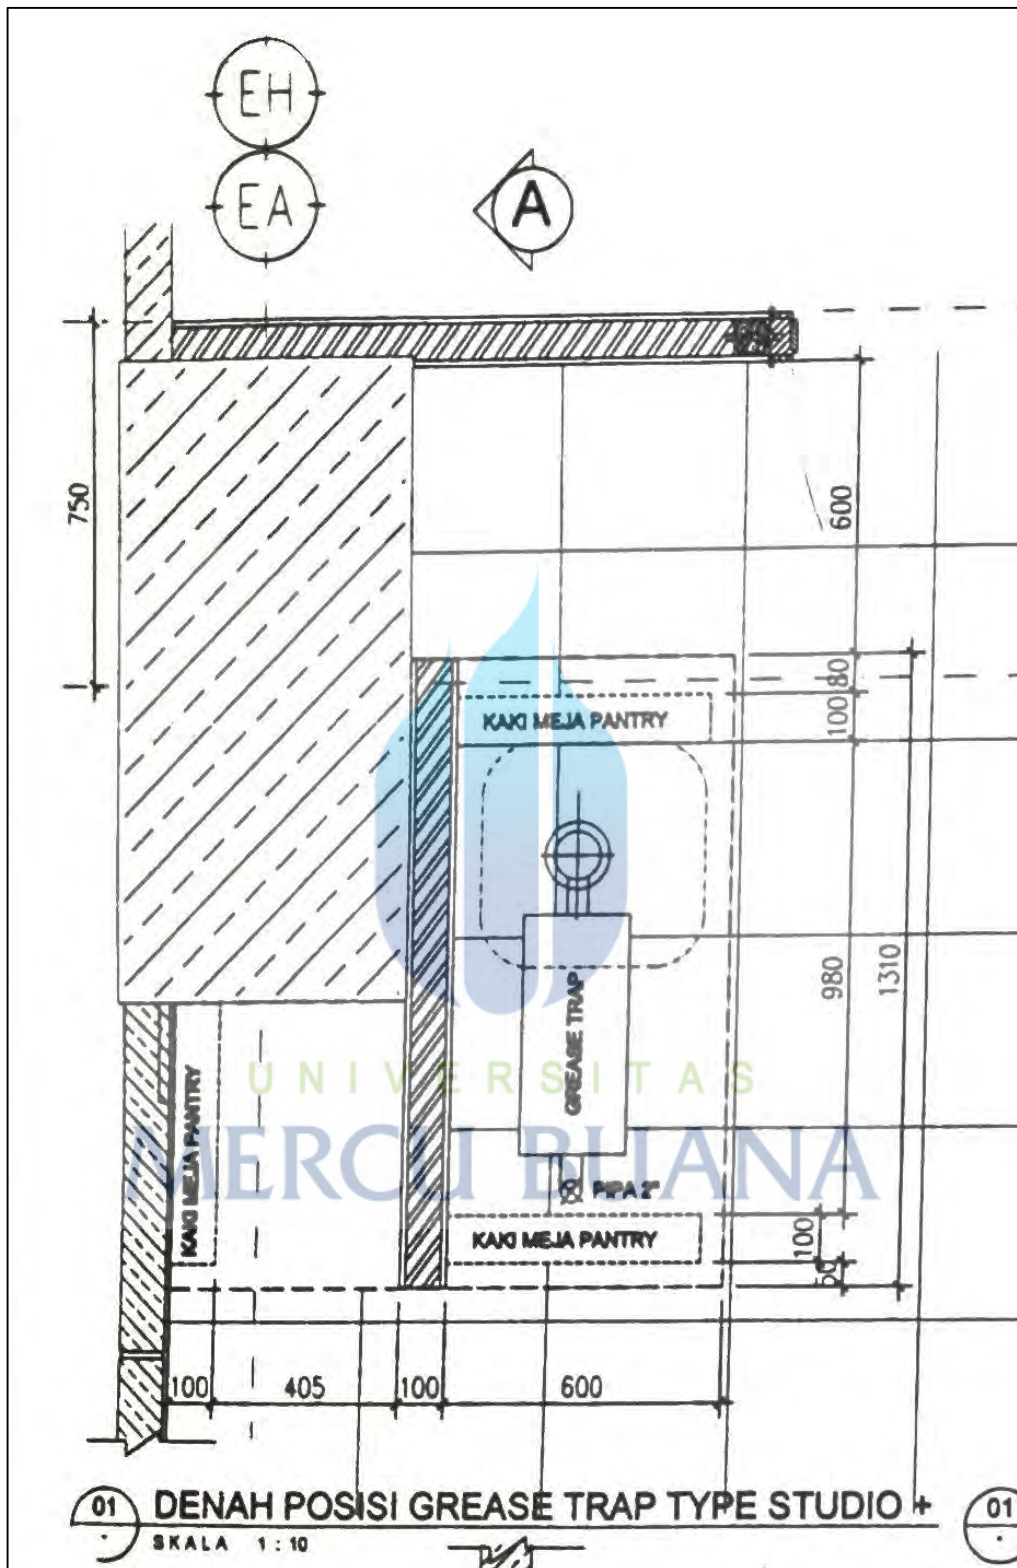 EH
EA
A
750
600
80
100
KAKI MEJA PANTRY
GREASE TRAP
980
1310
KAKI MEJA PANTRY
UNIVERSITAS
MERCU BUANA
PIPA 2"
KAKI MEJA PANTRY
100
100
405
100
600
01
DENAH POSISI GREASE TRAP TYPE STUDIO +
01
SKALA 1 : 10